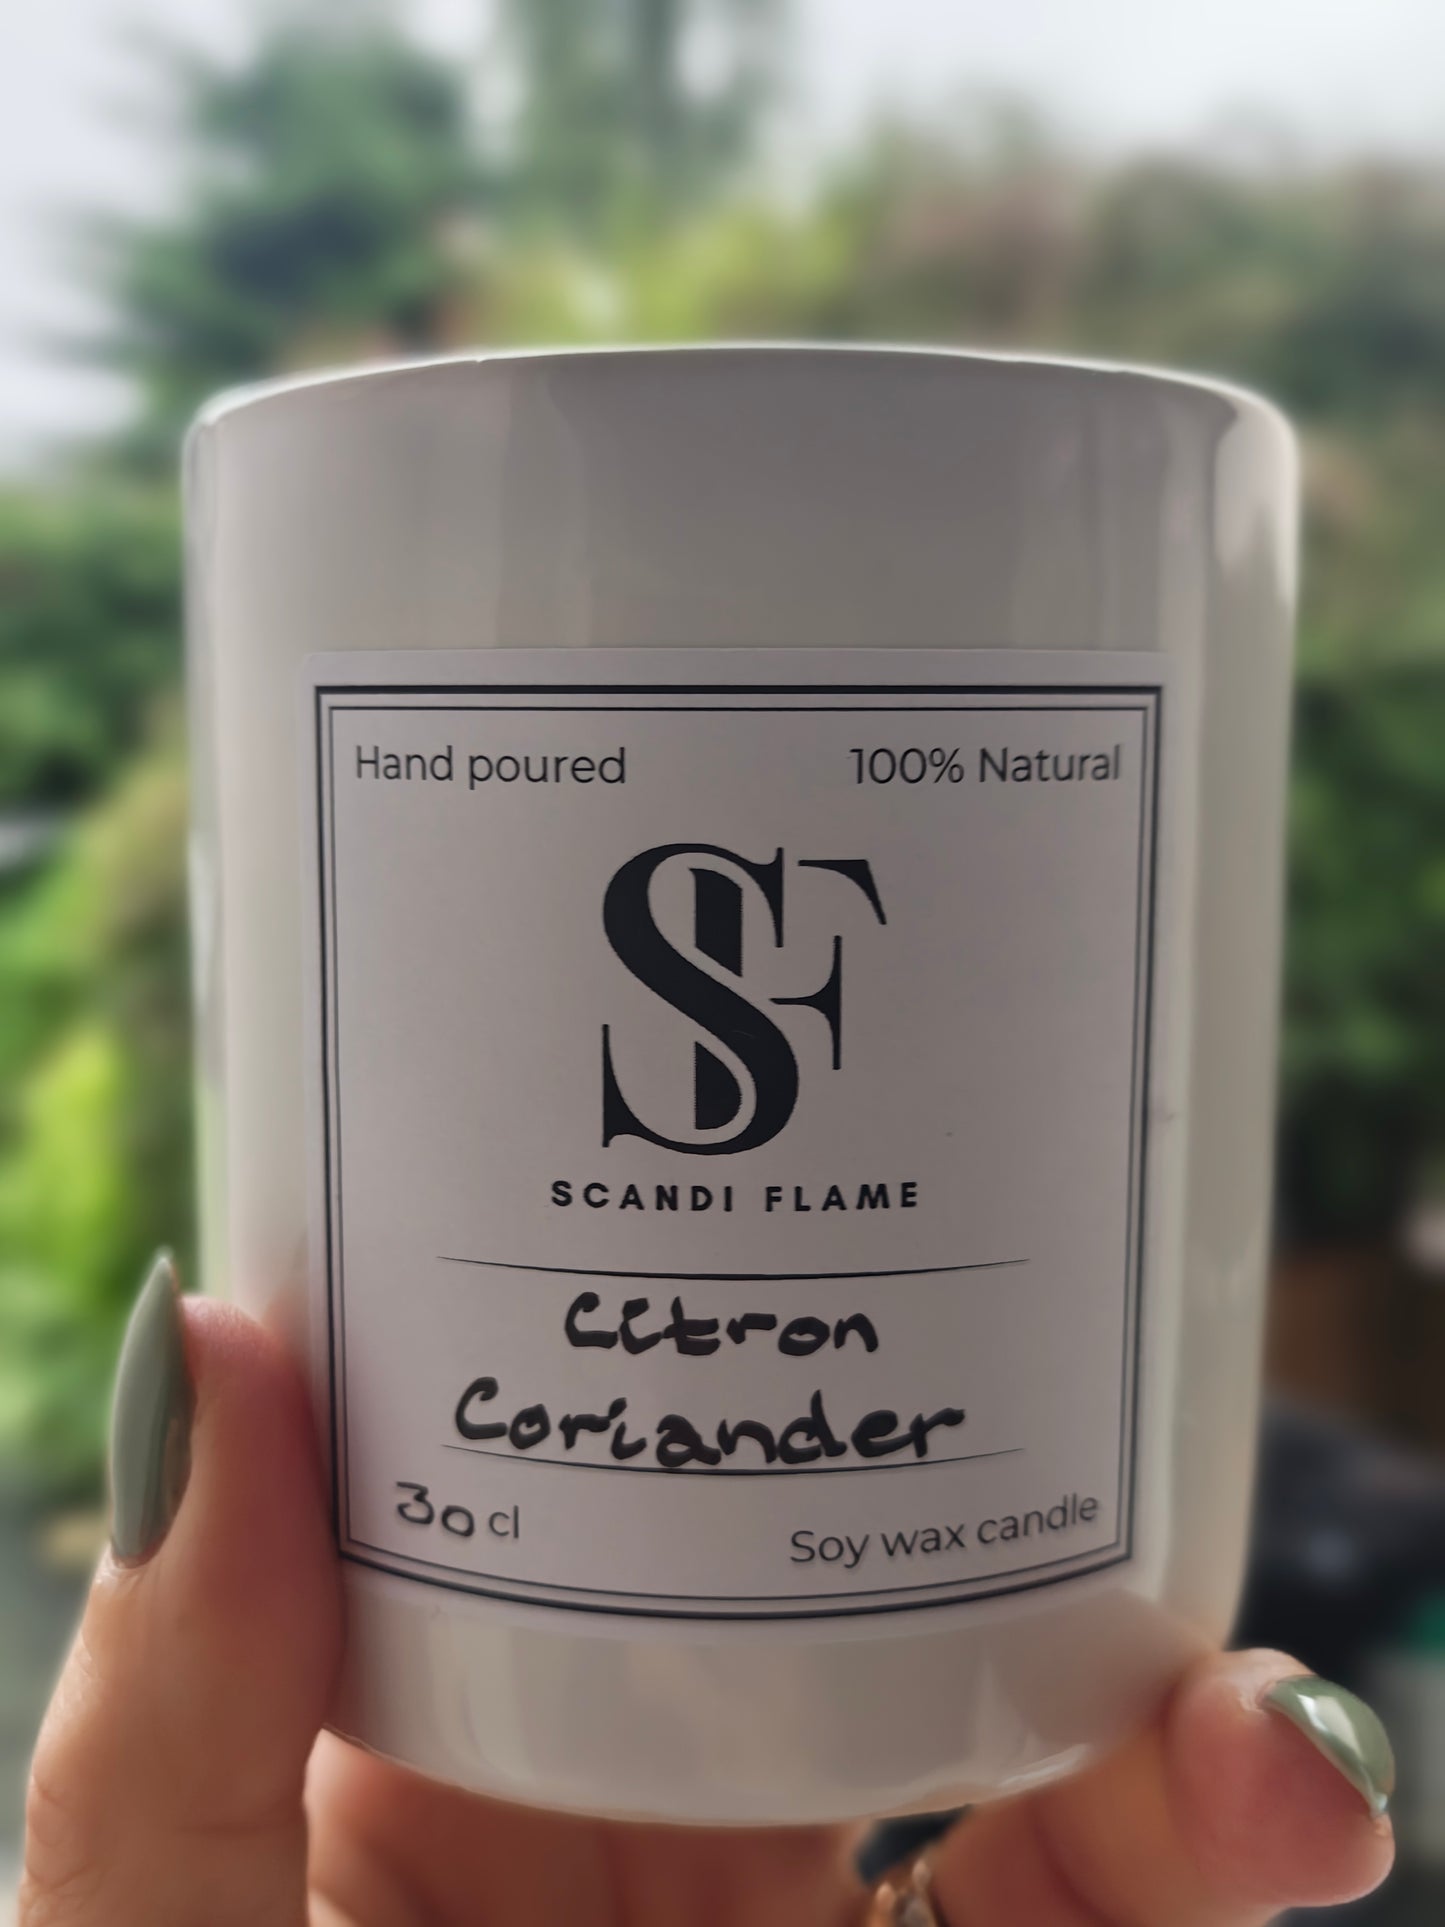 Hand poured 100% Natural
SF
SCANDI FLAME
Citron
Coriander
30 cl Soy wax candle